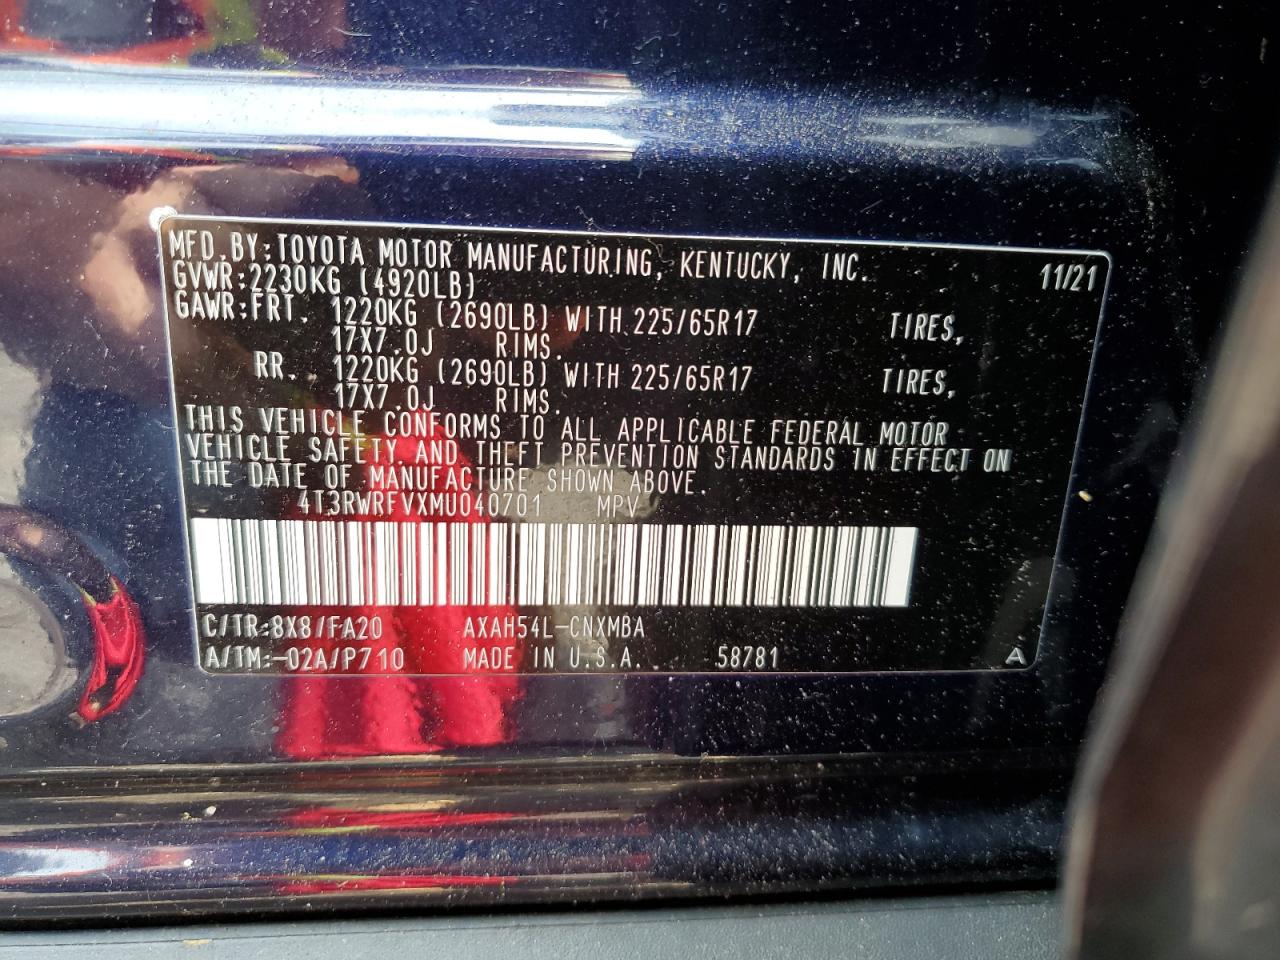 MFD.BY:TOYOTA MOTOR MANUFACTURING, KENTUCKY, INC. 11/21
GVWR:2230KG (4920LB)
GAWR:FRT. 1220KG (2690LB) WITH 225/65R17 TIRES,
17X7.0J RIMS.
RR. 1220KG (2690LB) WITH 225/65R17 TIRES,
17X7.0J RIMS.
THIS VEHICLE CONFORMS TO ALL APPLICABLE FEDERAL MOTOR
VEHICLE SAFETY AND THEFT PREVENTION STANDARDS IN EFFECT ON
THE DATE OF MANUFACTURE SHOWN ABOVE.
4T3RWRFVXMU040701 MPV
C/TR:8X8/FA20 AXAH54L-CNXMBA
A/TM:-02A/P710 MADE IN U.S.A. 58781 A